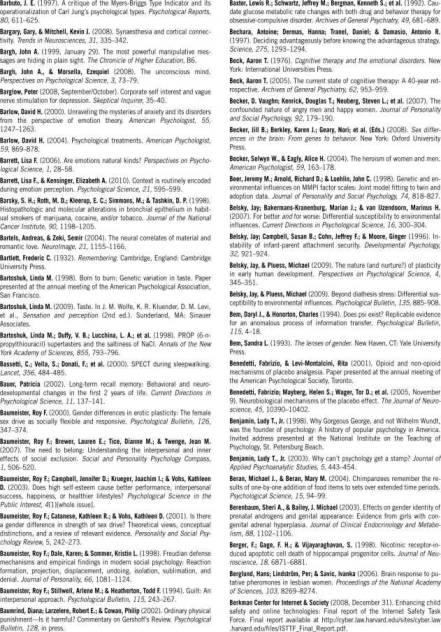 Barbuto, J. E. (1997). A critique of the Myers-Briggs Type Indicator and its
operationalization of Carl Jung's psychological types. Psychological Reports,
80, 611-625.
Bargary, Gary, & Mitchell, Kevin J. (2008). Synaesthesia and cortical connec-
tivity. Trends in Neurosciences, 31, 335-342.
Bargh, John A. (1999, January 29). The most powerful manipulative mes-
sages are hiding in plain sight. The Chronicle of Higher Education, B6.
Bargh, John A., & Morsella, Ezequiel (2008). The unconscious mind.
Perspectives on Psychological Science, 3, 73-79.
Barglow, Peter (2008, September/October). Corporate self interest and vague
nerve stimulation for depression. Skeptical Inquirer, 35-40.
Barlow, David H. (2000). Unraveling the mysteries of anxiety and its disorders
from the perspective of emotion theory. American Psychologist, 55,
1247-1263.
Barlow, David H. (2004). Psychological treatments. American Psychologist,
59, 869-878.
Barrett, Lisa F. (2006). Are emotions natural kinds? Perspectives on Psycho-
logical Science, 1, 28-58.
Barrett, Lisa F., & Kensinger, Elizabeth A. (2010). Context is routinely encoded
during emotion perception. Psychological Science, 21, 595-599.
Barsky, S. H.; Roth, M. D.; Kleerup, E. C.; Simmons, M.; & Tashkin, D. P. (1998).
Histopathologic and molecular alterations in bronchial epithelium in habit-
ual smokers of marijuana, cocaine, and/or tobacco. Journal of the National
Cancer Institute, 90, 1198-1205.
Bartels, Andreas, & Zeki, Semir (2004). The neural correlates of maternal and
romantic love. NeuroImage, 21, 1155-1166.
Bartlett, Frederic C. (1932). Remembering. Cambridge, England: Cambridge
University Press.
Bartoshuk, Linda M. (1998). Born to burn: Genetic variation in taste. Paper
presented at the annual meeting of the American Psychological Association,
San Francisco.
Bartoshuk, Linda M. (2009). Taste. In J. M. Wolfe, K. R. Kluender, D. M. Levi,
et al., Sensation and perception (2nd ed.). Sunderland, MA: Sinauer
Associates.
Bartoshuk, Linda M.; Duffy, V. B.; Lucchina, L. A.; et al. (1998). PROP (6-n-
propylthiouracil) supertasters and the saltiness of NaCl. Annals of the New
York Academy of Sciences, 855, 793-796.
Bassetti, C.; Vella, S.; Donati, F.; et al. (2000). SPECT during sleepwalking.
Lancet, 356, 484-485.
Bauer, Patricia (2002). Long-term recall memory: Behavioral and neuro-
developmental changes in the first 2 years of life. Current Directions in
Psychological Science, 11, 137-141.
Baumeister, Roy F. (2000). Gender differences in erotic plasticity: The female
sex drive as socially flexible and responsive. Psychological Bulletin, 126,
347-374.
Baumeister, Roy F.; Brewer, Lauren E.; Tice, Dianne M.; & Twenge, Jean M.
(2007). The need to belong: Understanding the interpersonal and inner
effects of social exclusion. Social and Personality Psychology Compass,
1, 506-520.
Baumeister, Roy F.; Campbell, Jennifer D.; Krueger, Joachim I.; & Vohs, Kathleen
D. (2003). Does high self-esteem cause better performance, interpersonal
success, happiness, or healthier lifestyles? Psychological Science in the
Public Interest, 4(1)[whole issue].
Baumeister, Roy F.; Catanese, Kathleen R.; & Vohs, Kathleen D. (2001). Is there
a gender difference in strength of sex drive? Theoretical views, conceptual
distinctions, and a review of relevant evidence. Personality and Social Psy-
chology Review, 5, 242-273.
Baumeister, Roy F.; Dale, Karen; & Sommer, Kristin L. (1998). Freudian defense
mechanisms and empirical findings in modern social psychology: Reaction
formation, projection, displacement, undoing, isolation, sublimation, and
denial. Journal of Personality, 66, 1081-1124.
Baumeister, Roy F.; Stillwell, Arlene M.; & Heatherton, Todd F. (1994). Guilt: An
interpersonal approach. Psychological Bulletin, 115, 243-267.
Baumrind, Diana; Larzelere, Robert E.; & Cowan, Philip (2002). Ordinary physical
punishment—Is it harmful? Commentary on Gershoff's Review. Psychological
Bulletin, 128, in press.
Baxter, Lewis R.; Schwartz, Jeffrey M.; Bergman, Kenneth S.; et al. (1992). Cau-
date glucose metabolic rate changes with both drug and behavior therapy for
obsessive-compulsive disorder. Archives of General Psychiatry, 49, 681-689.
Bechara, Antoine; Dermas, Hanna; Tranel, Daniel; & Damasio, Antonio R.
(1997). Deciding advantageously before knowing the advantageous strategy.
Science, 275, 1293-1294.
Beck, Aaron T. (1976). Cognitive therapy and the emotional disorders. New
York: International Universities Press.
Beck, Aaron T. (2005). The current state of cognitive therapy: A 40-year ret-
rospective. Archives of General Psychiatry, 62, 953-959.
Becker, D. Vaughn; Kenrick, Douglas T.; Neuberg, Steven L.; et al. (2007). The
confounded nature of angry men and happy women. Journal of Personality
and Social Psychology, 92, 179-190.
Becker, Jill B.; Berkley, Karen J.; Geary, Nori; et al. (Eds.) (2008). Sex differ-
ences in the brain: From genes to behavior. New York: Oxford University
Press.
Becker, Selwyn W., & Eagly, Alice H. (2004). The heroism of women and men.
American Psychologist, 59, 163-178.
Beer, Jeremy M.; Arnold, Richard D.; & Loehlin, John C. (1998). Genetic and en-
vironmental influences on MMPI factor scales: Joint model fitting to twin and
adoption data. Journal of Personality and Social Psychology, 74, 818-827.
Belsky, Jay; Bakermans-Kranenburg, Marian J.; & van IJzendoorn, Marinus H.
(2007). For better and for worse: Differential susceptibility to environmental
influences. Current Directions in Psychological Science, 16, 300-304.
Belsky, Jay; Campbell, Susan B.; Cohn, Jeffrey F.; & Moore, Ginger (1996). In-
stability of infant-parent attachment security. Developmental Psychology,
32, 921-924.
Belsky, Jay, & Pluess, Michael (2009). The nature (and nurture?) of plasticity
in early human development. Perspectives on Psychological Science, 4,
345-351.
Belsky, Jay, & Pluess, Michael (2009). Beyond diathesis stress: Differential sus-
ceptibility to environmental influences. Psychological Bulletin, 135, 885-908.
Bem, Daryl J., & Honorton, Charles (1994). Does psi exist? Replicable evidence
for an anomalous process of information transfer. Psychological Bulletin,
115, 4-18.
Bem, Sandra L. (1993). The lenses of gender. New Haven, CT: Yale University
Press.
Benedetti, Fabrizio, & Levi-Montalcini, Rita (2001). Opioid and non-opioid
mechanisms of placebo analgesia. Paper presented at the annual meeting of
the American Psychological Society, Toronto.
Benedetti, Fabrizio; Mayberg, Helen S.; Wager, Tor D.; et al. (2005, November
9). Neurobiological mechanisms of the placebo effect. The Journal of Neuro-
science, 45, 10390-10402.
Benjamin, Ludy T., Jr. (1998). Why Gorgeous George, and not Wilhelm Wundt,
was the founder of psychology: A history of popular psychology in America.
Invited address presented at the National Institute on the Teaching of
Psychology, St. Petersburg Beach.
Benjamin, Ludy T., Jr. (2003). Why can't psychology get a stamp? Journal of
Applied Psychoanalytic Studies, 5, 443-454.
Beran, Michael J., & Beran, Mary M. (2004). Chimpanzees remember the re-
sults of one-by-one addition of food items to sets over extended time periods.
Psychological Science, 15, 94-99.
Berenbaum, Sheri A., & Bailey, J. Michael (2003). Effects on gender identity of
prenatal androgens and genital appearance: Evidence from girls with con-
genital adrenal hyperplasia. Journal of Clinical Endocrinology and Metabo-
lism, 88, 1102-1106.
Berger, F.; Gage, F. H.; & Vijayaraghavan, S. (1998). Nicotinic receptor-in-
duced apoptotic cell death of hippocampal progenitor cells. Journal of Neu-
roscience, 18, 6871-6881.
Berglund, Hans; Lindström, Per; & Savic, Ivanka (2006). Brain response to pu-
tative pheromones in lesbian women. Proceedings of the National Academy
of Sciences, 103, 8269-8274.
Berkman Center for Internet & Society (2008, December 31). Enhancing child
safety and online technologies: Final report of the Internet Safety Task
Force. Final report available at http://cyber.law.harvard.edu/sites/cyber.law
.harvard.edu/files/ISTTF_Final_Report.pdf.